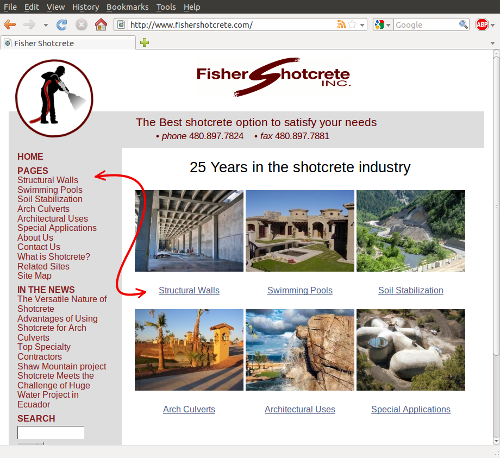 File Edit View History Bookmarks Tools Help
http://www.fishershotcrete.com/
Google
ABP
Fisher Shotcrete
Fisher Shotcrete
INC.
The Best shotcrete option to satisfy your needs
• phone 480.897.7824 • fax 480.897.7881
HOME
PAGES
Structural Walls
Swimming Pools
Soil Stabilization
Arch Culverts
Architectural Uses
Special Applications
About Us
Contact Us
What is Shotcrete?
Related Sites
Site Map
IN THE NEWS
The Versatile Nature of
Shotcrete
Advantages of Using
Shotcrete for Arch
Culverts
Top Specialty
Contractors
Shaw Mountain project
Shotcrete Meets the
Challenge of Huge
Water Project in
Ecuador
SEARCH
25 Years in the shotcrete industry
Structural Walls
Swimming Pools
Soil Stabilization
Arch Culverts
Architectural Uses
Special Applications